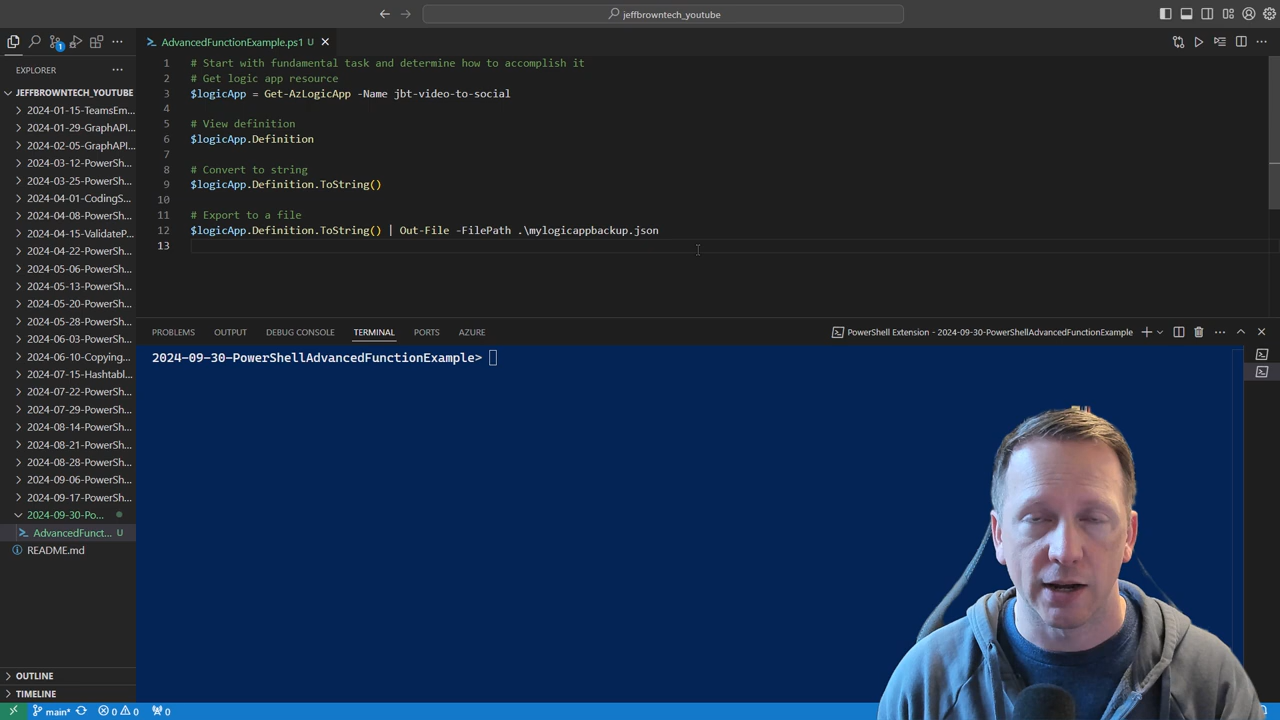 jeffbrowntech_youtube
EXPLORER
JEFFBROWNTECH_YOUTUBE
2024-01-15-TeamsEm...
2024-01-29-GraphAPI...
2024-02-05-GraphAPI...
2024-03-12-PowerSh...
2024-03-25-PowerSh...
2024-04-01-CodingS...
2024-04-08-PowerSh...
2024-04-15-ValidateP...
2024-04-22-PowerSh...
2024-05-06-PowerSh...
2024-05-13-PowerSh...
2024-05-20-PowerSh...
2024-05-28-PowerSh...
2024-06-03-PowerSh...
2024-06-10-Copying...
2024-07-15-Hashtabl...
2024-07-22-PowerSh...
2024-07-29-PowerSh...
2024-08-14-PowerSh...
2024-08-21-PowerSh...
2024-08-28-PowerSh...
2024-09-06-PowerSh...
2024-09-17-PowerSh...
2024-09-30-Po...
AdvancedFunct... U
README.md
OUTLINE
TIMELINE
AdvancedFunctionExample.ps1 U
1 # Start with fundamental task and determine how to accomplish it
2 # Get logic app resource
3 $logicApp = Get-AzLogicApp -Name jbt-video-to-social
4
5 # View definition
6 $logicApp.Definition
7
8 # Convert to string
9 $logicApp.Definition.ToString()
10
11 # Export to a file
12 $logicApp.Definition.ToString() | Out-File -FilePath .\mylogicappbackup.json
13
PROBLEMS OUTPUT DEBUG CONSOLE TERMINAL PORTS AZURE
PowerShell Extension - 2024-09-30-PowerShellAdvancedFunctionExample
2024-09-30-PowerShellAdvancedFunctionExample>
main* 0 0 0